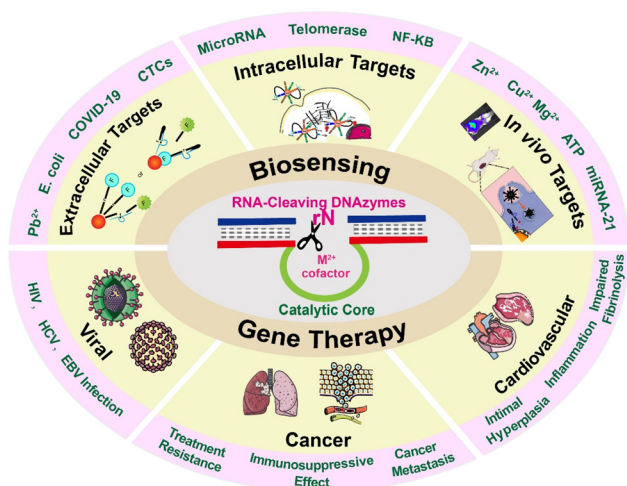 MicroRNA
Telomerase
NF-KB
Intracellular Targets
Pb²⁺
E. coli
COVID-19
CTCs
Extracellular Targets
F
F
F
or
F
F
Zn²⁺
Cu²⁺
Mg²⁺
ATP
miRNA-21
In vivo Targets
Biosensing
RNA-Cleaving DNAzymes
rN
M²⁺
cofactor
Catalytic Core
Gene Therapy
HIV,
HCV,
EBV Infection
Viral
Cancer
Treatment
Resistance
Immunosuppressive
Effect
Cancer
Metastasis
Cardiovascular
Intimal
Hyperplasia
Inflammation
Impaired
Fibrinolysis